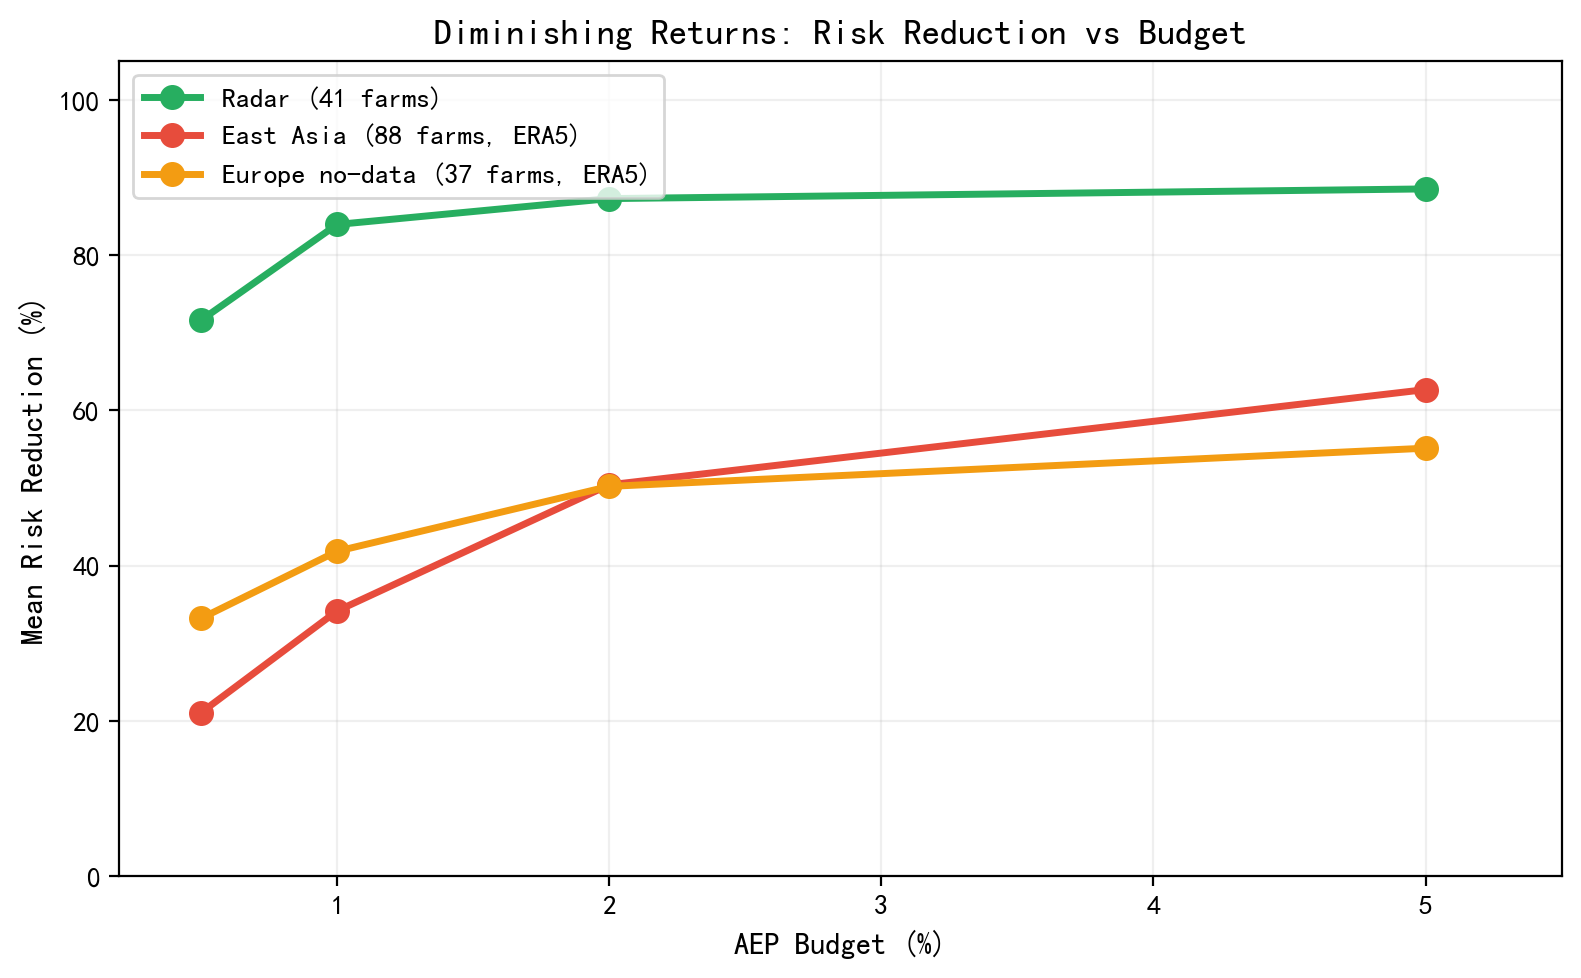 Diminishing Returns: Risk Reduction vs Budget
Radar (41 farms)
East Asia (88 farms, ERA5)
Europe no-data (37 farms, ERA5)
Mean Risk Reduction (%)
100
80
60
40
20
0
1 2 3 4 5
AEP Budget (%)